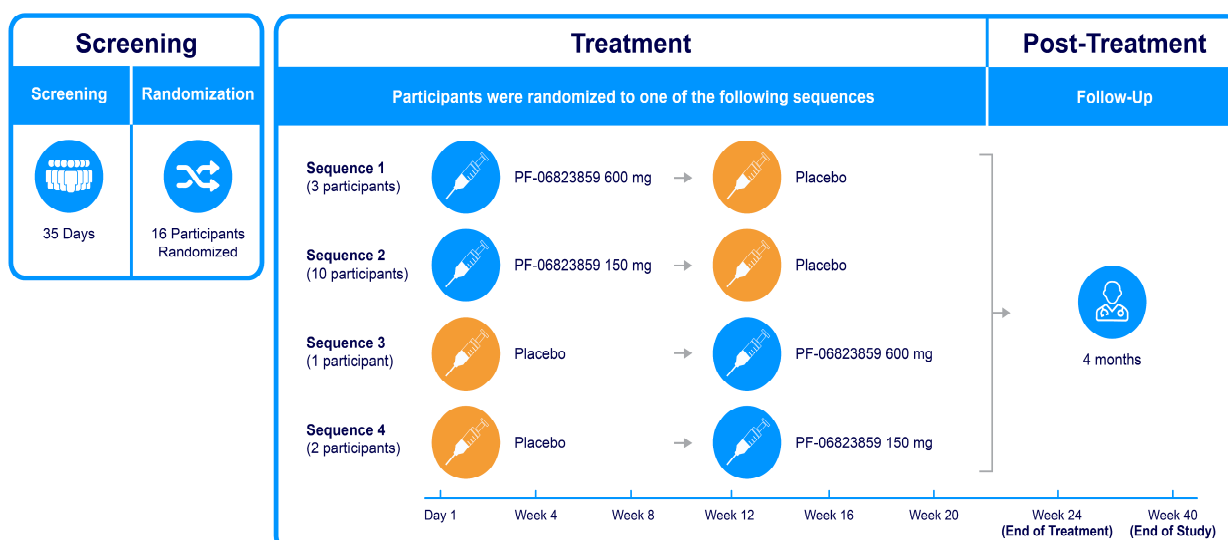 Screening
Screening
Randomization
35 Days
16 Participants
Randomized
Treatment
Participants were randomized to one of the following sequences
Sequence 1
(3 participants)
PF-06823859 600 mg
Placebo
Sequence 2
(10 participants)
PF-06823859 150 mg
Placebo
Sequence 3
(1 participant)
Placebo
PF-06823859 600 mg
Sequence 4
(2 participants)
Placebo
PF-06823859 150 mg
Post-Treatment
Follow-Up
4 months
Day 1
Week 4
Week 8
Week 12
Week 16
Week 20
Week 24
(End of Treatment)
Week 40
(End of Study)